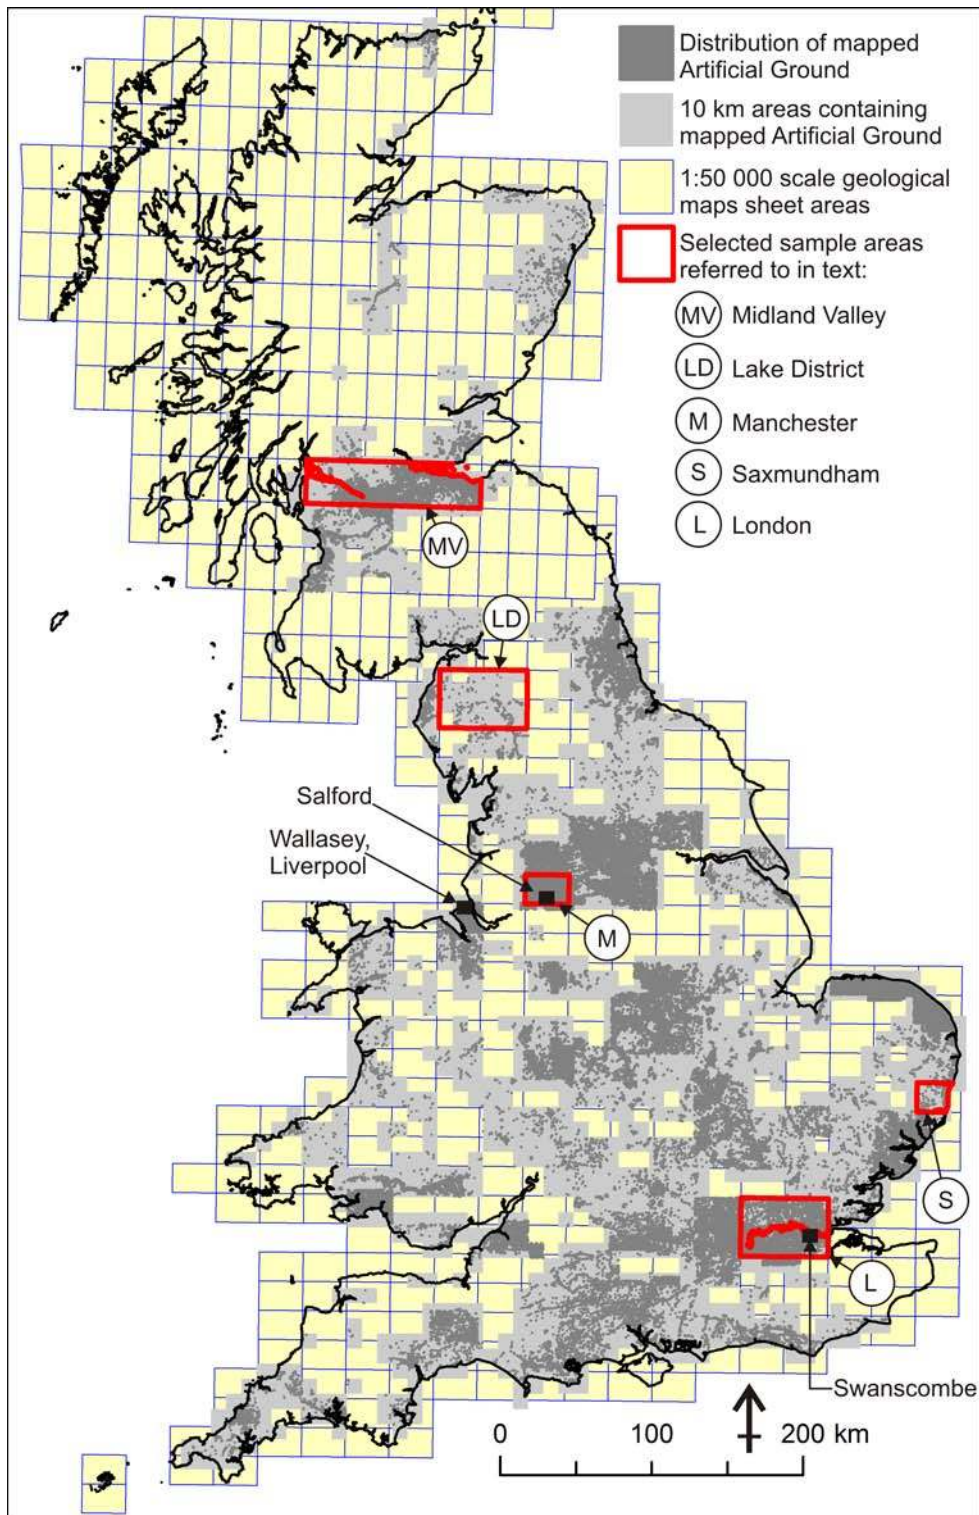 Distribution of mapped
Artificial Ground
10 km areas containing
mapped Artificial Ground
1:50 000 scale geological
maps sheet areas
Selected sample areas
referred to in text:
MV Midland Valley
LD Lake District
M Manchester
S Saxmundham
L London
MV
LD
Salford
Wallasey,
Liverpool
M
S
L
Swanscombe
0 100 200 km